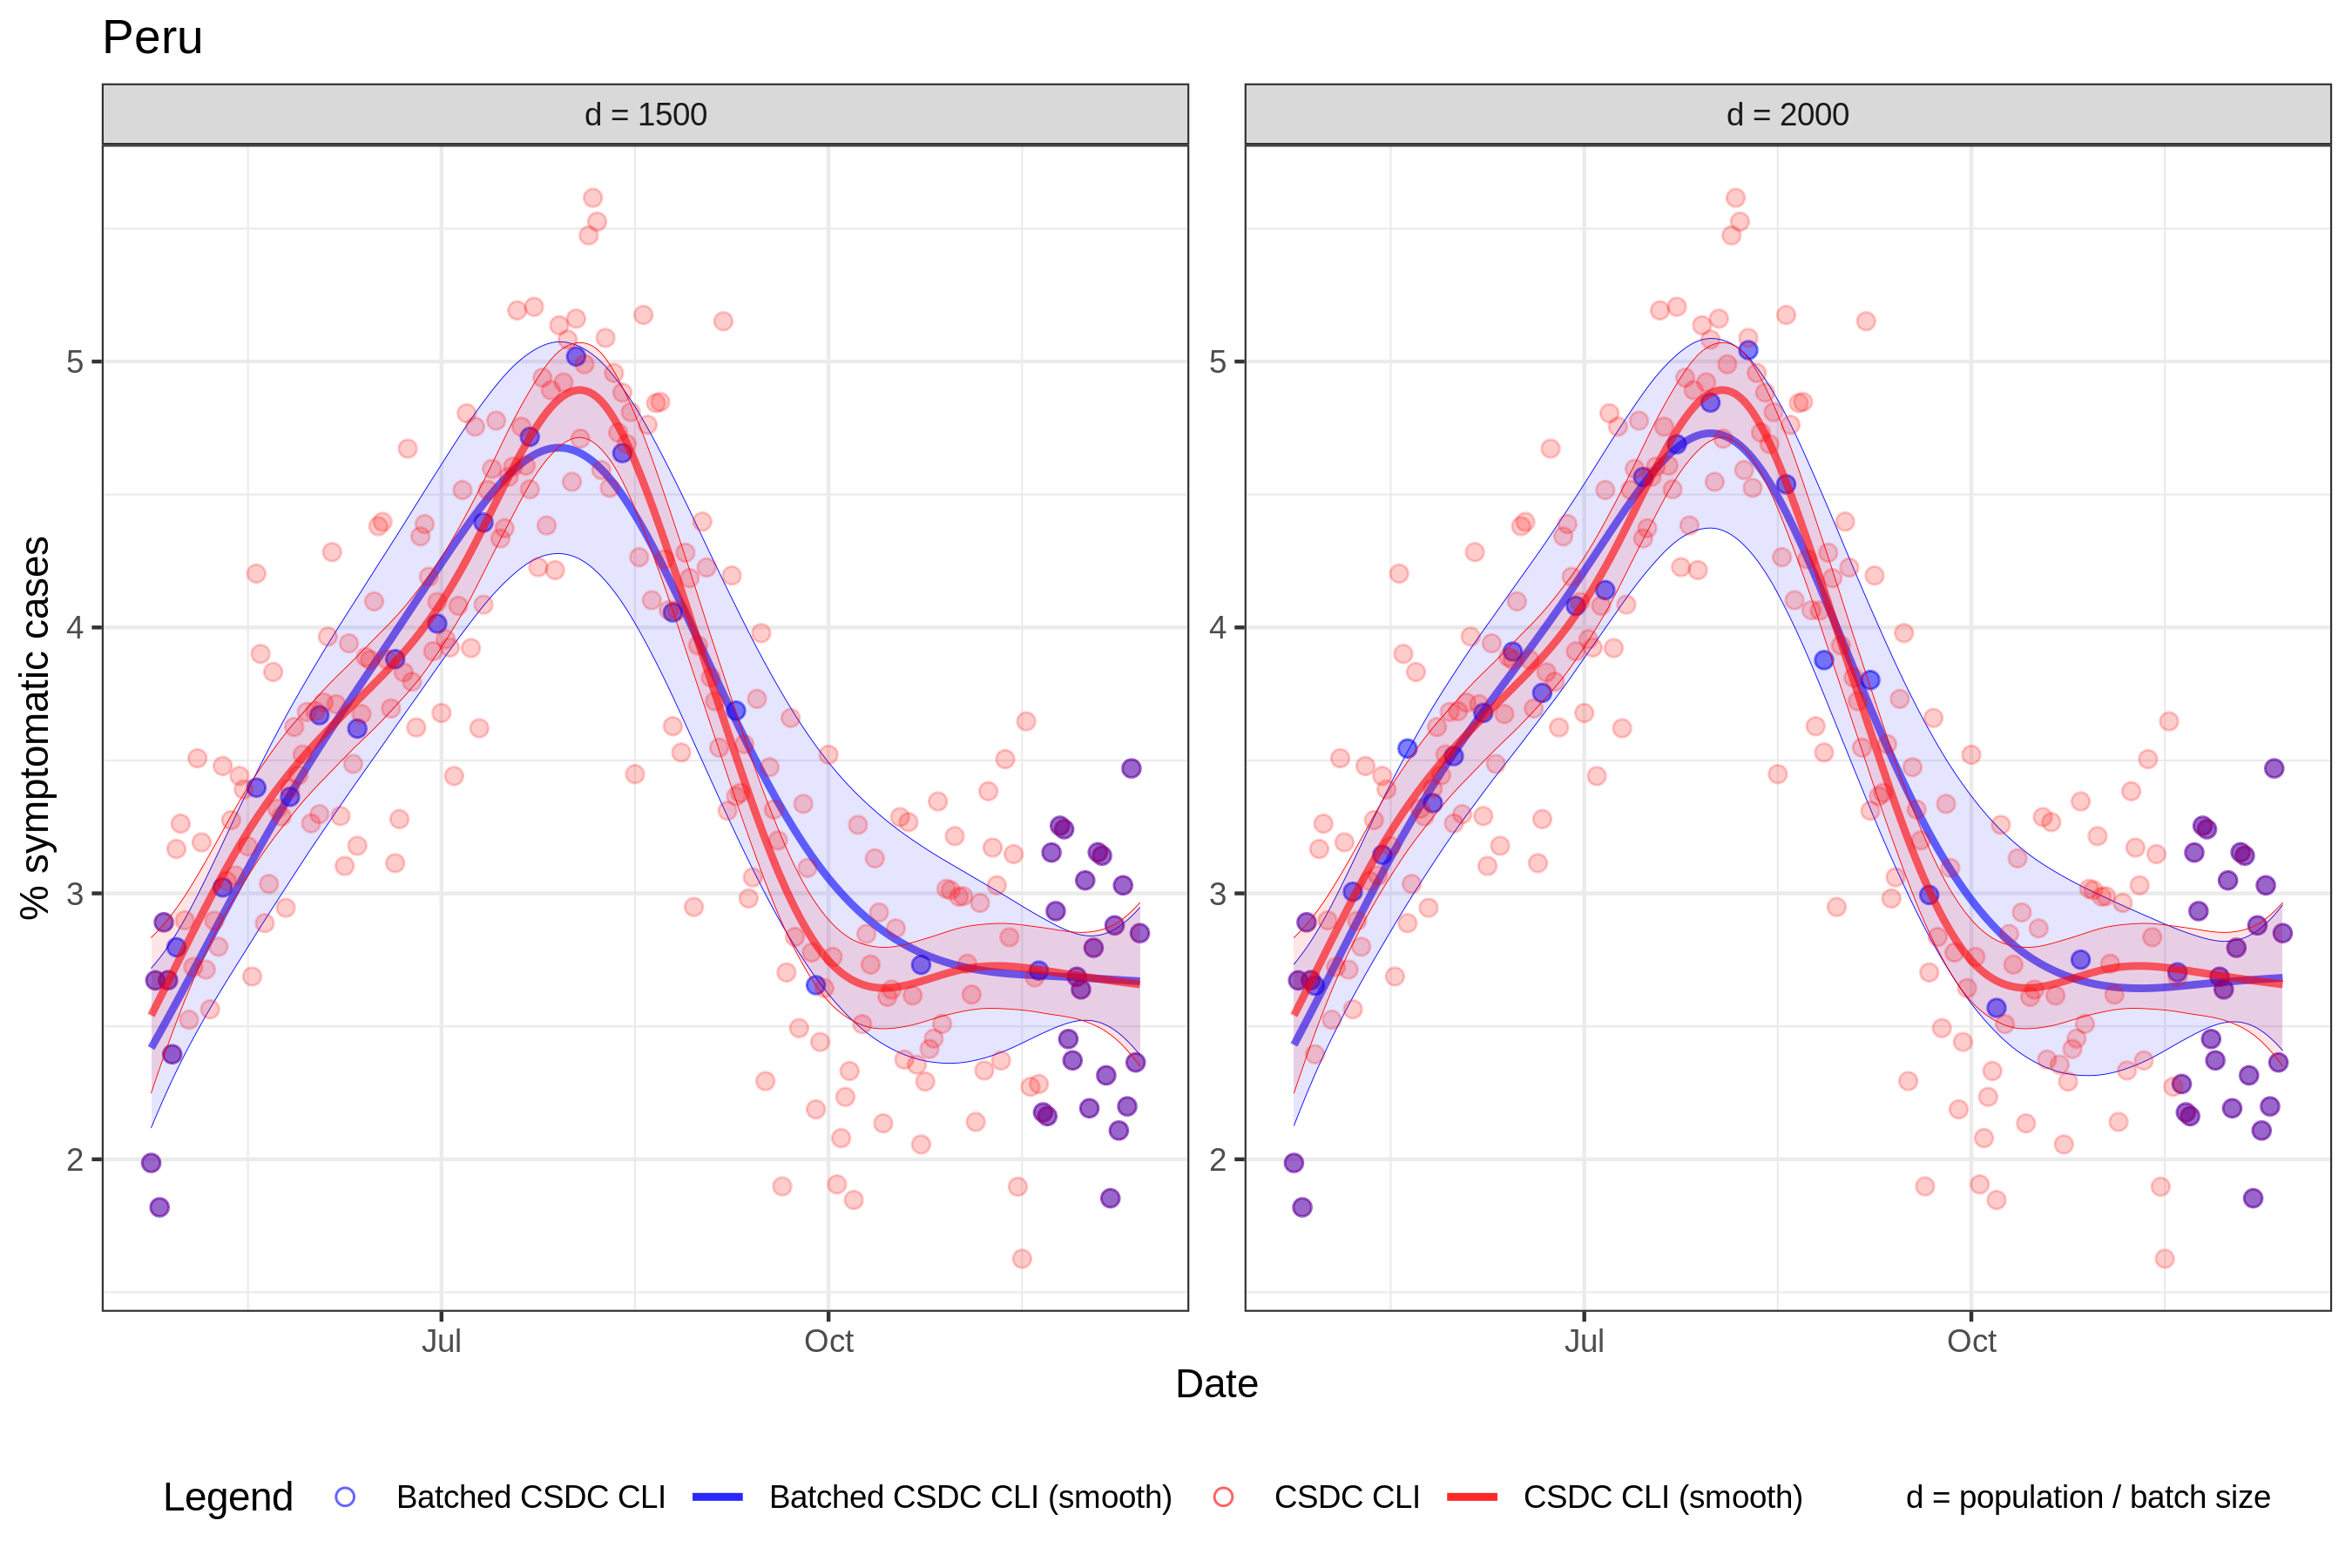 Peru
d = 1500
d = 2000
% symptomatic cases
5
4
3
2
5
4
3
2
Jul
Oct
Jul
Oct
Date
Legend
Batched CSDC CLI
Batched CSDC CLI (smooth)
CSDC CLI
CSDC CLI (smooth)
d = population / batch size